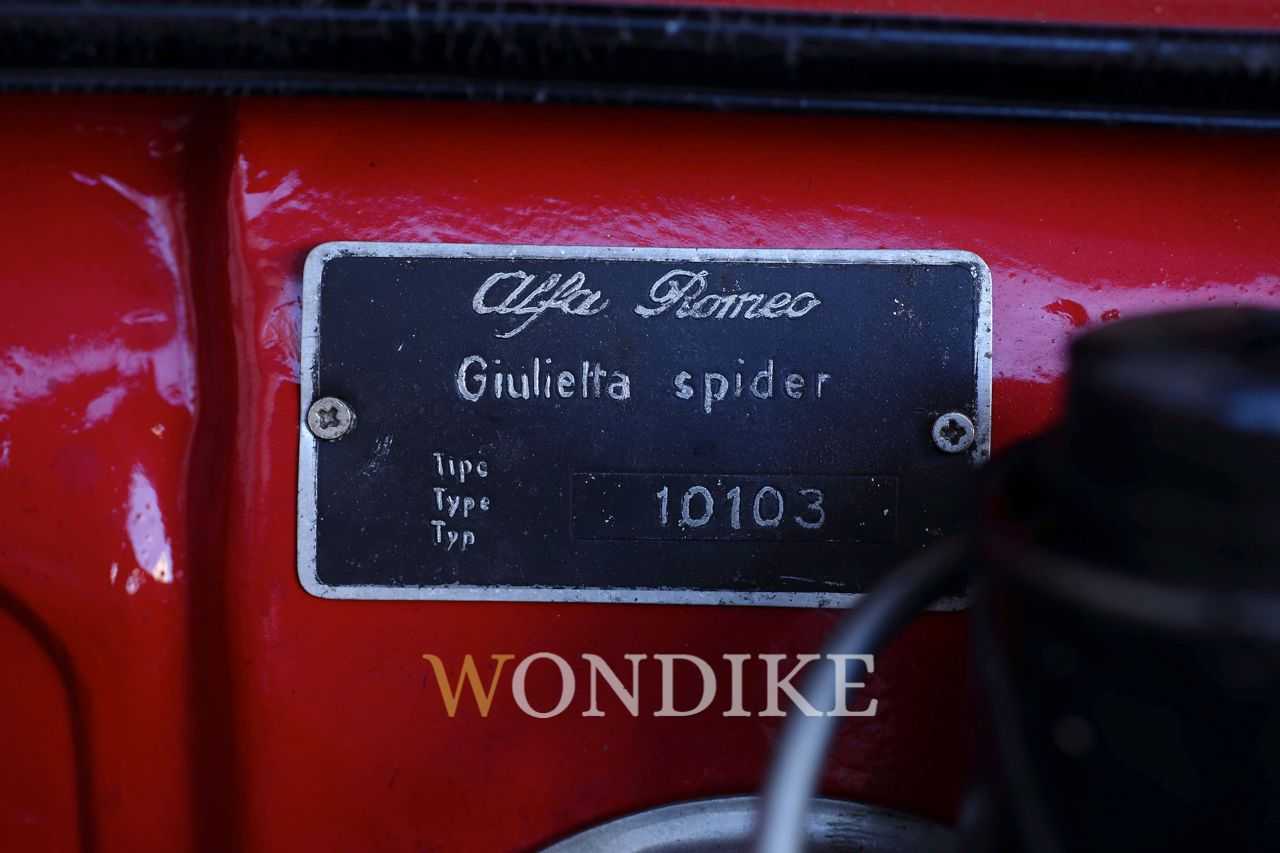 Alfa Romeo
Giulietta spider
Tipo
Type
Typ
10103
WONDIKE